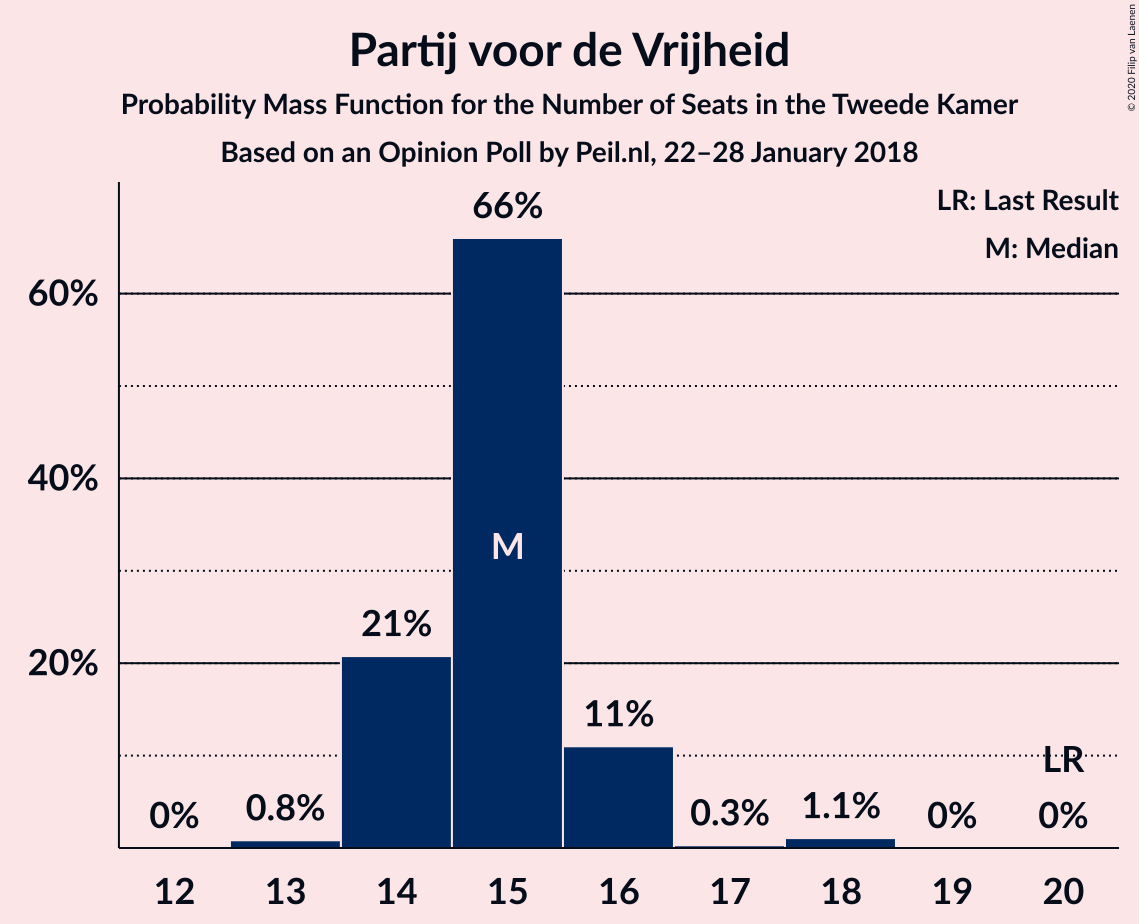 Partij voor de Vrijheid
Probability Mass Function for the Number of Seats in the Tweede Kamer
Based on an Opinion Poll by Peil.nl, 22–28 January 2018
© 2020 Filip van Laenen
LR: Last Result
M: Median
60%
40%
20%
0%
0.8%
21%
66%
M
11%
0.3%
1.1%
0%
LR
0%
12
13
14
15
16
17
18
19
20